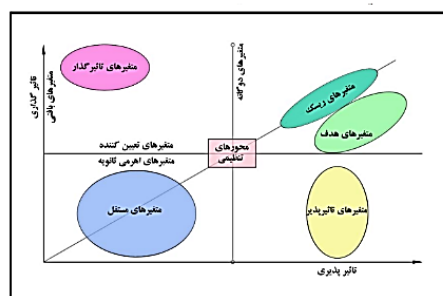 متغیرهای تاثیرگذار
متغیرهای دوگانه
متغیرهای ریسک
متغیرهای هدف
تاثیر گذاری
متغیرهای یافتی
متغیرهای تعیین کننده
متغیرهای اهرمی ثانویه
محورهای
تنظیمی
متغیرهای مستقل
متغیرهای تاثیرپذیر
تاثیر پذیری